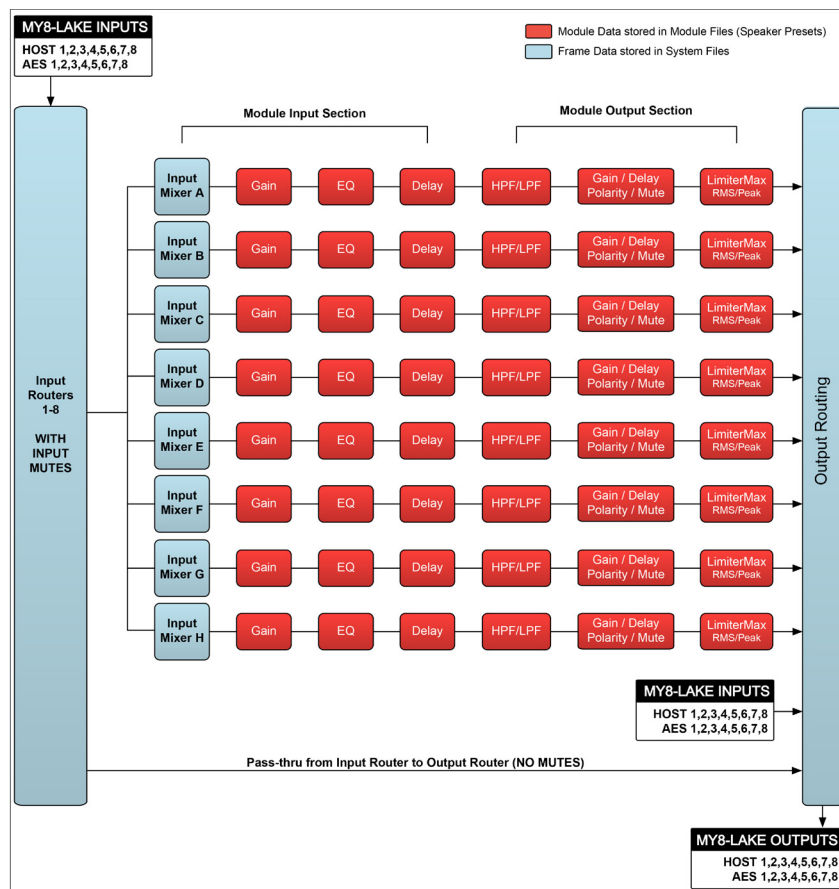 MY8-LAKE INPUTS
HOST 1,2,3,4,5,6,7,8
AES 1,2,3,4,5,6,7,8
Module Data stored in Module Files (Speaker Presets)
Frame Data stored in System Files
Module Input Section
Module Output Section
Input
Mixer A
Gain
EQ
Delay
HPF/LPF
Gain / Delay
Polarity / Mute
LimiterMax
RMS/Peak
Input
Mixer B
Gain
EQ
Delay
HPF/LPF
Gain / Delay
Polarity / Mute
LimiterMax
RMS/Peak
Input
Mixer C
Gain
EQ
Delay
HPF/LPF
Gain / Delay
Polarity / Mute
LimiterMax
RMS/Peak
Input
Mixer D
Gain
EQ
Delay
HPF/LPF
Gain / Delay
Polarity / Mute
LimiterMax
RMS/Peak
Input
Routers
1-8
WITH
INPUT
MUTES
Input
Mixer E
Gain
EQ
Delay
HPF/LPF
Gain / Delay
Polarity / Mute
LimiterMax
RMS/Peak
Output Routing
Input
Mixer F
Gain
EQ
Delay
HPF/LPF
Gain / Delay
Polarity / Mute
LimiterMax
RMS/Peak
Input
Mixer G
Gain
EQ
Delay
HPF/LPF
Gain / Delay
Polarity / Mute
LimiterMax
RMS/Peak
Input
Mixer H
Gain
EQ
Delay
HPF/LPF
Gain / Delay
Polarity / Mute
LimiterMax
RMS/Peak
MY8-LAKE INPUTS
HOST 1,2,3,4,5,6,7,8
AES 1,2,3,4,5,6,7,8
Pass-thru from Input Router to Output Router (NO MUTES)
MY8-LAKE OUTPUTS
HOST 1,2,3,4,5,6,7,8
AES 1,2,3,4,5,6,7,8